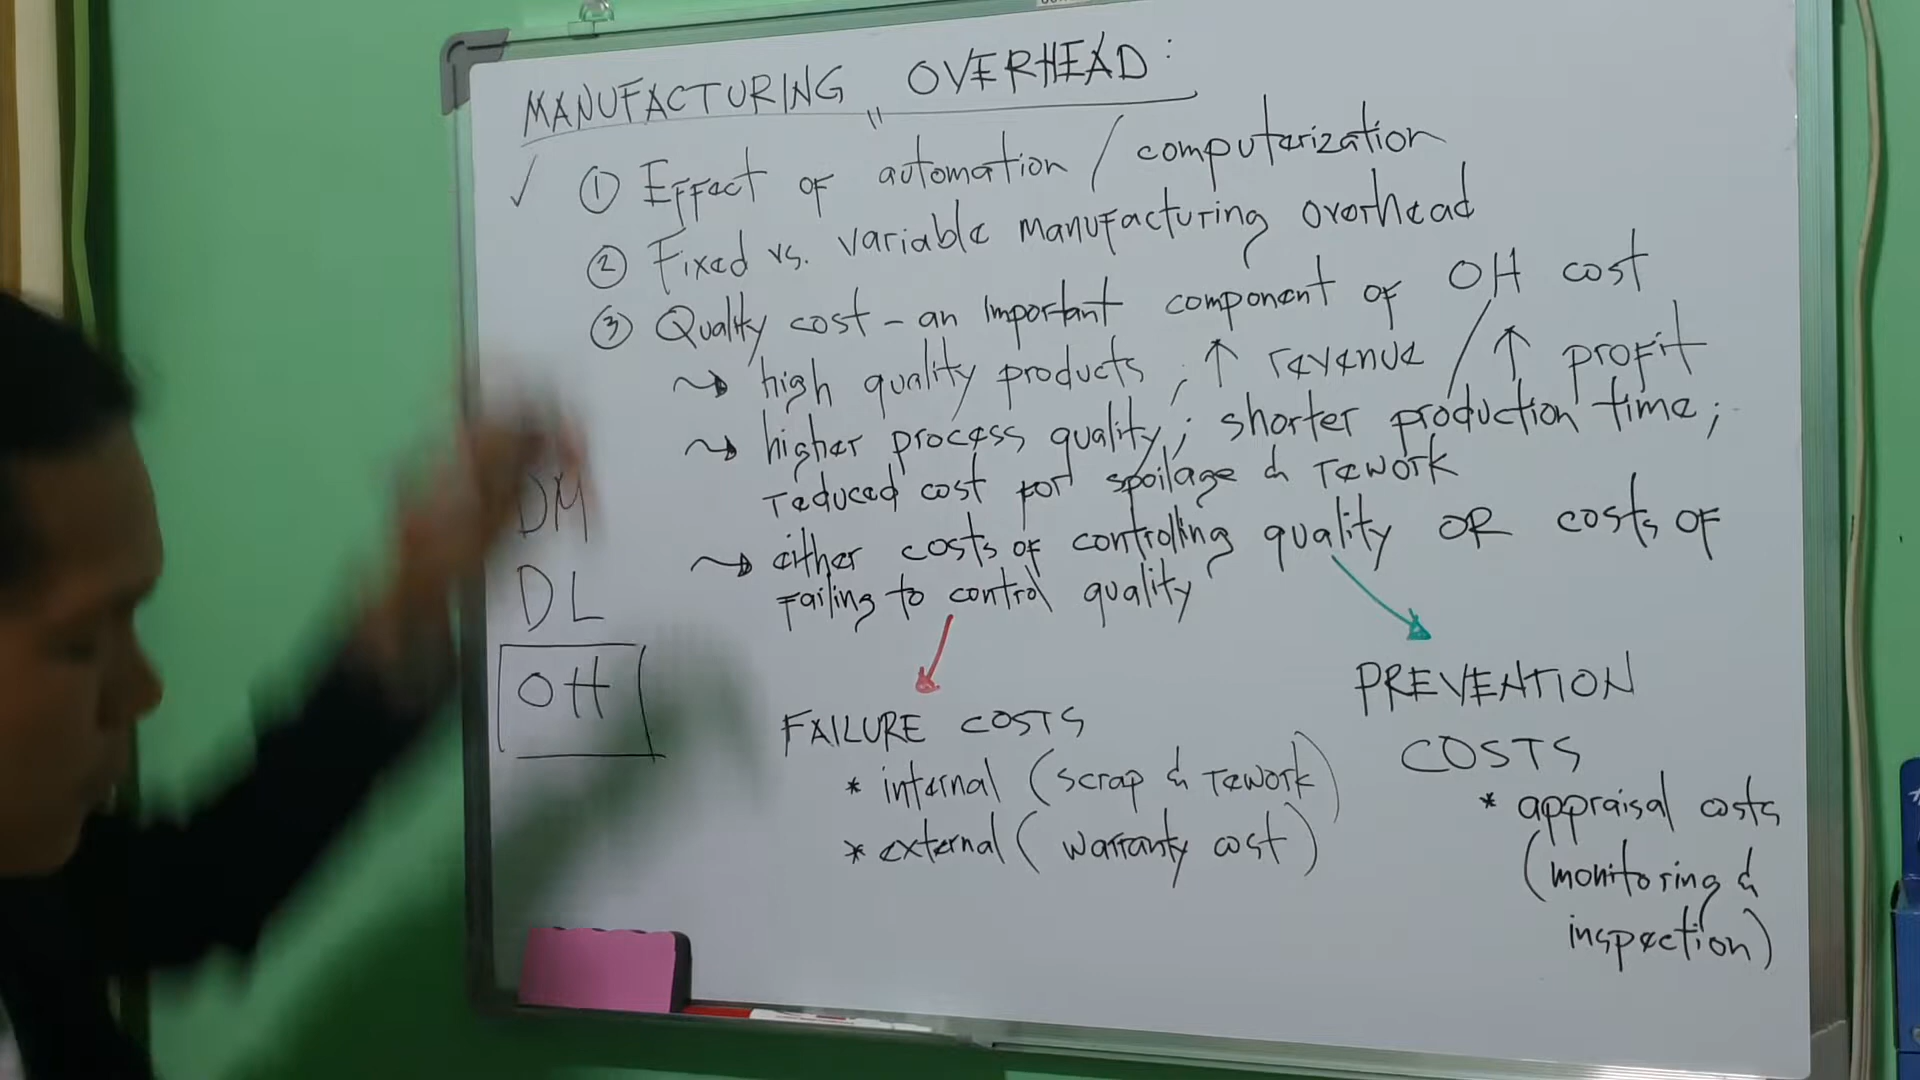 MANUFACTURING OVERHEAD:
✓ ① Effect of automation / computerization
② Fixed vs. variable manufacturing overhead
③ Quality cost - an important component of OH cost
↝ high quality products ; ↑ revenue / ↑ profit
↝ higher process quality ; shorter production time ;
reduced cost for spoilage & rework
↝ either costs of controlling quality OR costs of
failing to control quality
DM
DL
OH
FAILURE COSTS
* internal (scrap & rework)
* external (warranty cost)
PREVENTION
COSTS
* appraisal costs
(monitoring &
inspection)